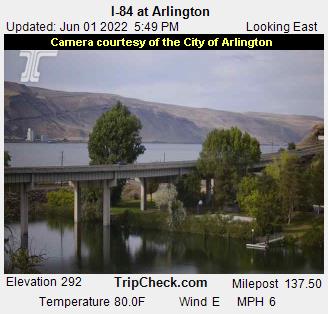 I-84 at Arlington
Updated: Jun 01 2022 5:49 PM Looking East
Camera courtesy of the City of Arlington
Elevation 292 TripCheck.com Milepost 137.50
Temperature 80.0F Wind E MPH 6